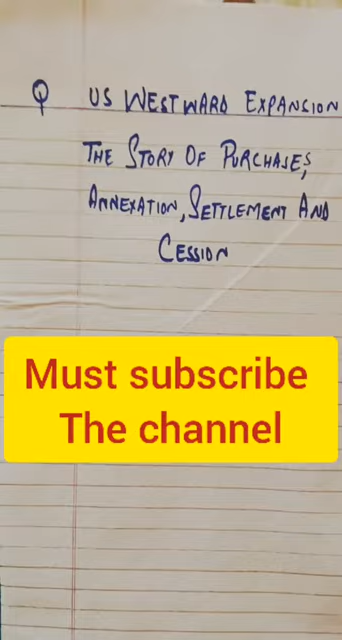 Q US WESTWARD EXPANSION
THE STORY OF PURCHASES,
ANNEXATION, SETTLEMENT AND
CESSION
Must subscribe
The channel